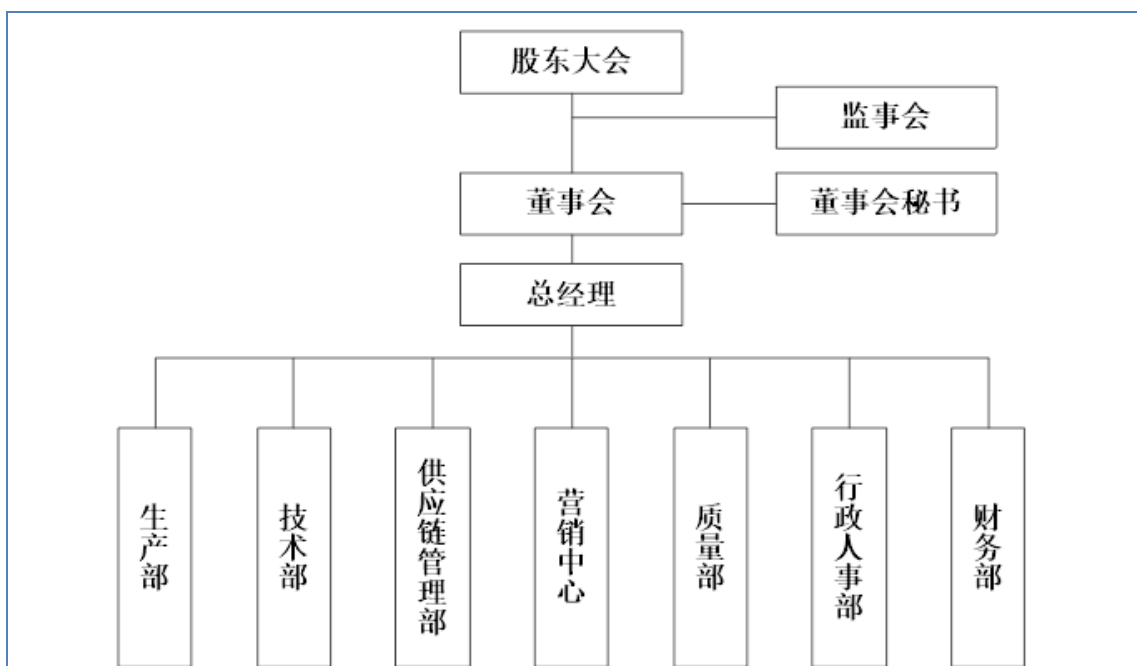 股东大会
监事会
董事会
董事会秘书
总经理
生产部
技术部
供应链管理部
营销中心
质量部
行政人事部
财务部